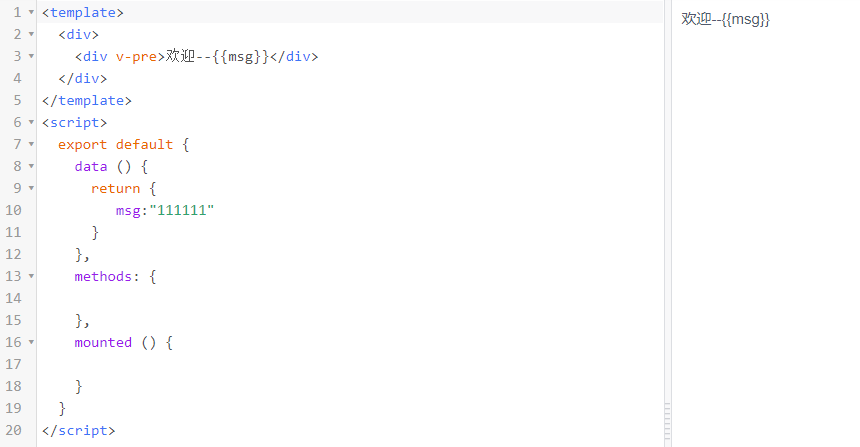 1 <template>
2   <div>
3     <div v-pre>欢迎--{{msg}}</div>
4   </div>
5 </template>
6 <script>
7   export default {
8     data () {
9       return {
10         msg:"111111"
11       }
12     },
13     methods: {
14
15     },
16     mounted () {
17
18     }
19   }
20 </script>
欢迎--{{msg}}